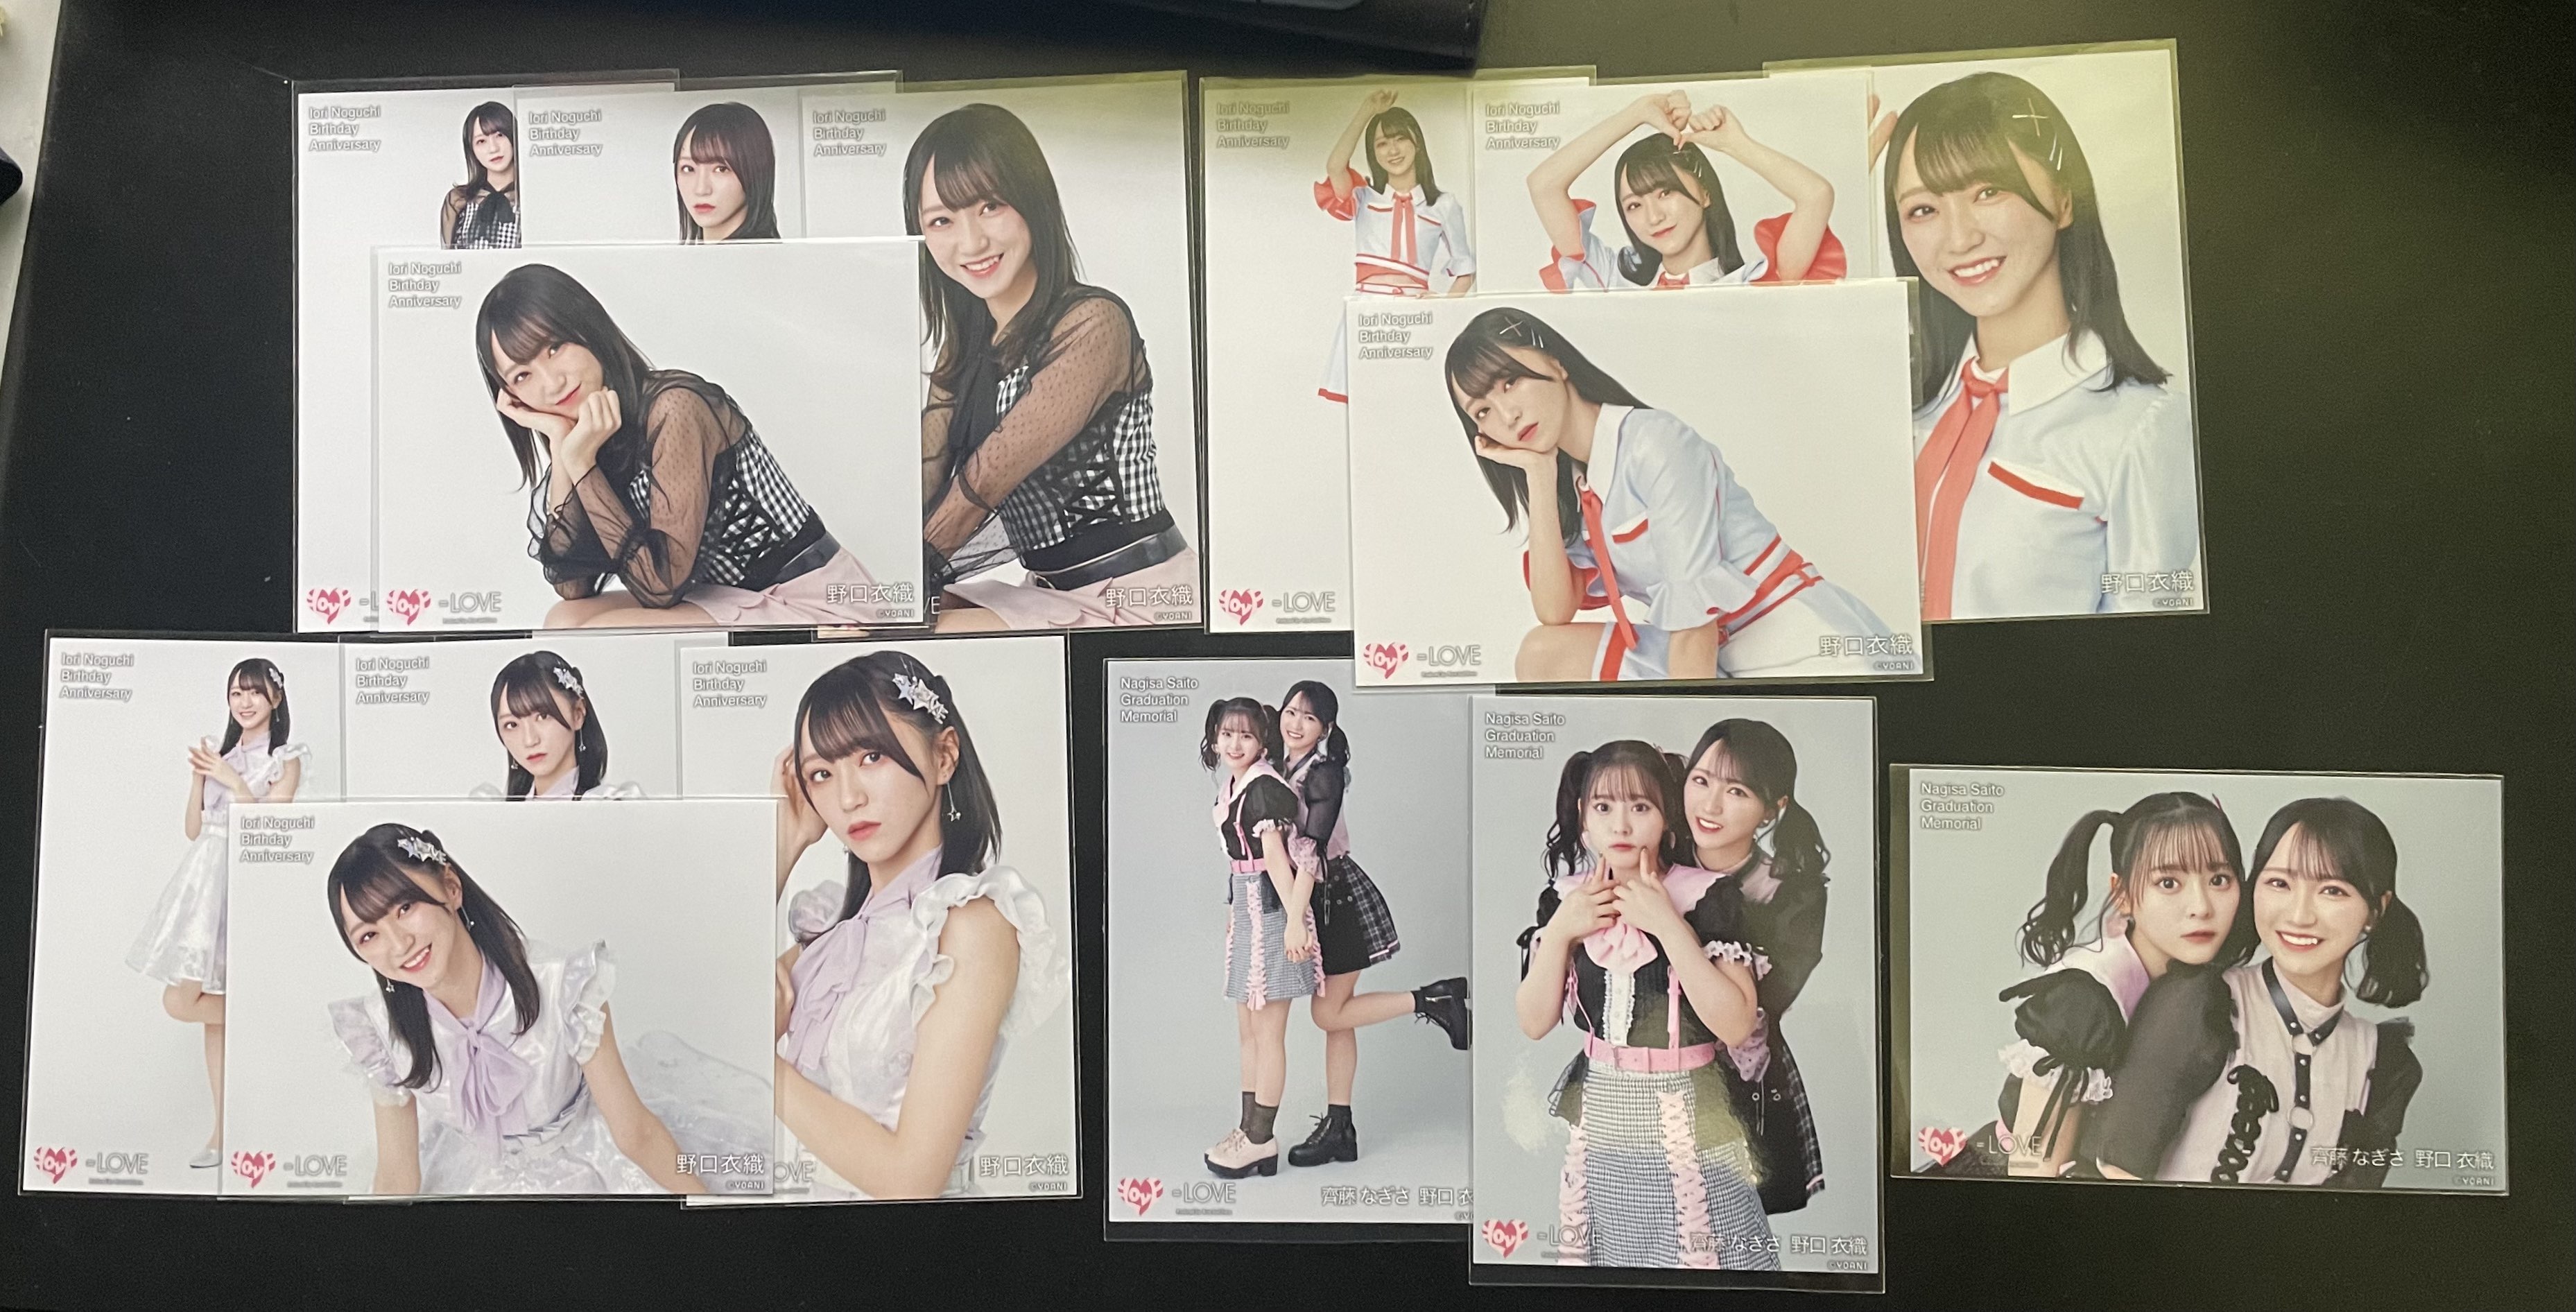 Iori Noguchi
Birthday
Anniversary
Iori Noguchi
Birthday
Anniversary
Iori Noguchi
Birthday
Anniversary
Iori Noguchi
Birthday
Anniversary
=LOVE
野口衣織
©YOANI
野口衣織
©YOANI
Iori Noguchi
Birthday
Anniversary
Iori Noguchi
Birthday
Anniversary
Iori Noguchi
Birthday
Anniversary
=LOVE
=LOVE
野口衣織
©YOANI
野口衣織
©YOANI
Iori Noguchi
Birthday
Anniversary
Iori Noguchi
Birthday
Anniversary
Iori Noguchi
Birthday
Anniversary
Iori Noguchi
Birthday
Anniversary
=LOVE
=LOVE
野口衣織
©YOANI
野口衣織
©YOANI
Nagisa Saito
Graduation
Memorial
=LOVE
齊藤 なぎさ 野口 衣
Nagisa Saito
Graduation
Memorial
=LOVE
齊藤 なぎさ 野口 衣織
©YOANI
Nagisa Saito
Graduation
Memorial
=LOVE
齊藤 なぎさ 野口 衣織
©YOANI